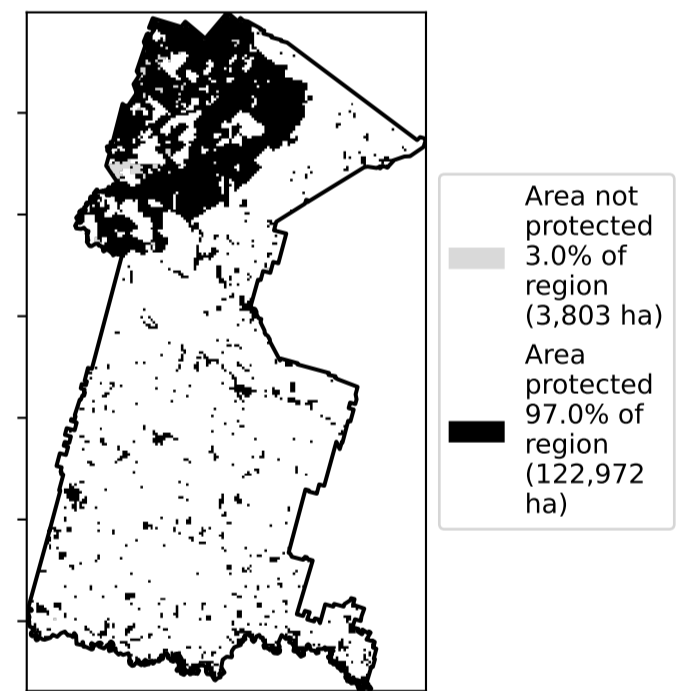 Area not
protected
3.0% of
region
(3,803 ha)
Area
protected
97.0% of
region
(122,972
ha)